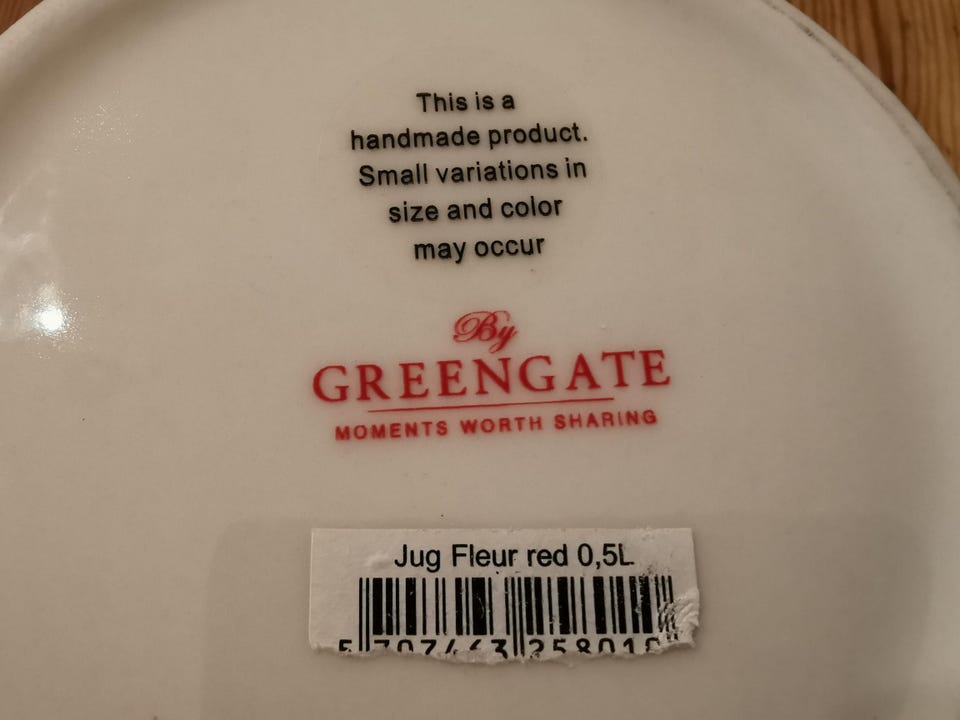 This is a
handmade product.
Small variations in
size and color
may occur
By
GREENGATE
MOMENTS WORTH SHARING
Jug Fleur red 0,5L